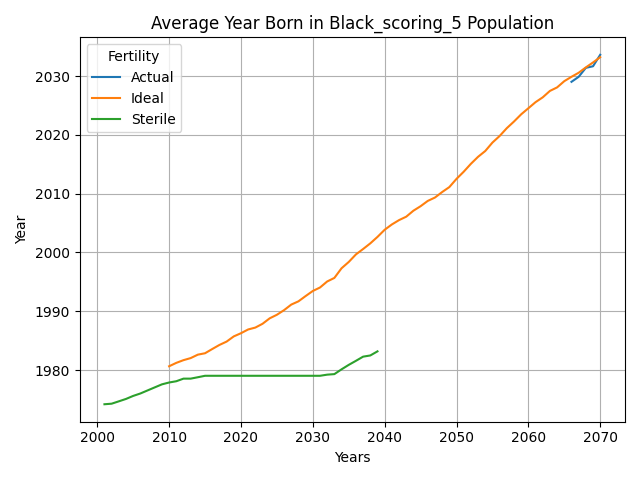 Average Year Born in Black_scoring_5 Population
Fertility
Actual
Ideal
Sterile
Year
2030
2020
2010
2000
1990
1980
2000 2010 2020 2030 2040 2050 2060 2070
Years